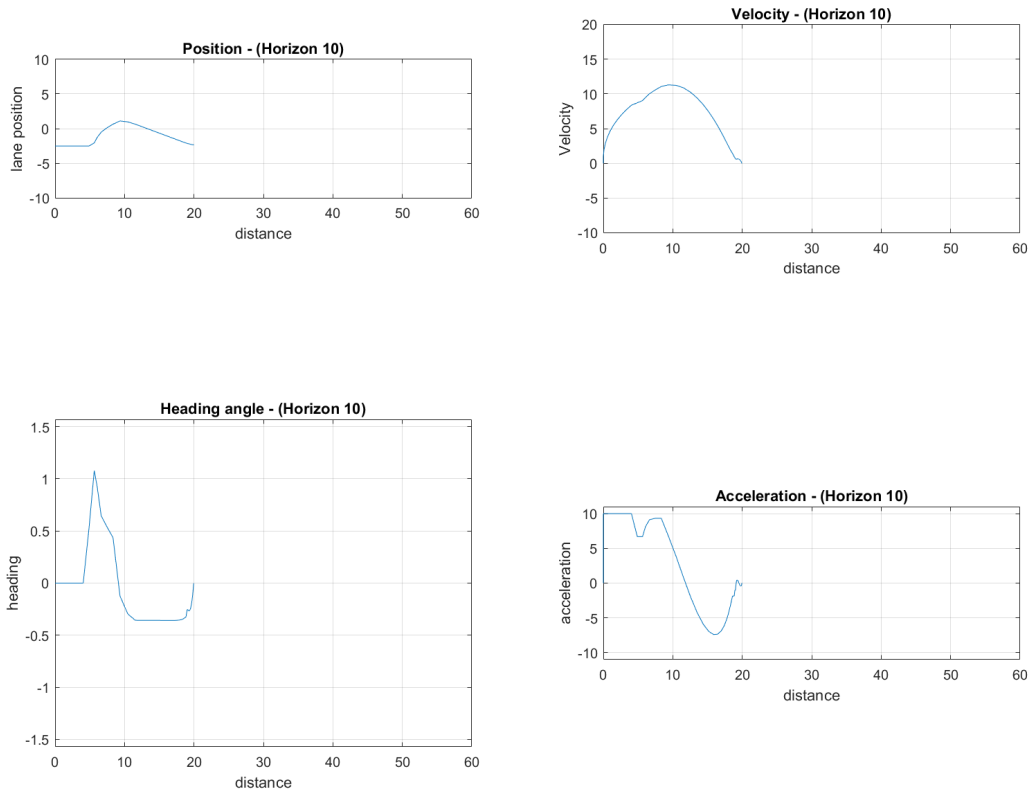 Position - (Horizon 10)
10
5
0
-5
-10
lane position
0 10 20 30 40 50 60
distance
Velocity - (Horizon 10)
20
15
10
5
0
-5
-10
Velocity
0 10 20 30 40 50 60
distance
Heading angle - (Horizon 10)
1.5
1
0.5
0
-0.5
-1
-1.5
heading
0 10 20 30 40 50 60
distance
Acceleration - (Horizon 10)
10
5
0
-5
-10
acceleration
0 10 20 30 40 50 60
distance